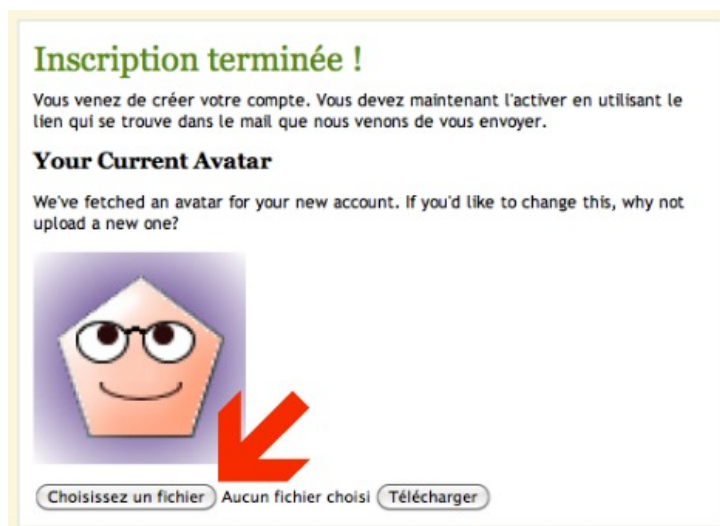 Inscription terminée !
Vous venez de créer votre compte. Vous devez maintenant l'activer en utilisant le
lien qui se trouve dans le mail que nous venons de vous envoyer.
Your Current Avatar
We've fetched an avatar for your new account. If you'd like to change this, why not
upload a new one?
Choisissez un fichier Aucun fichier choisi Télécharger